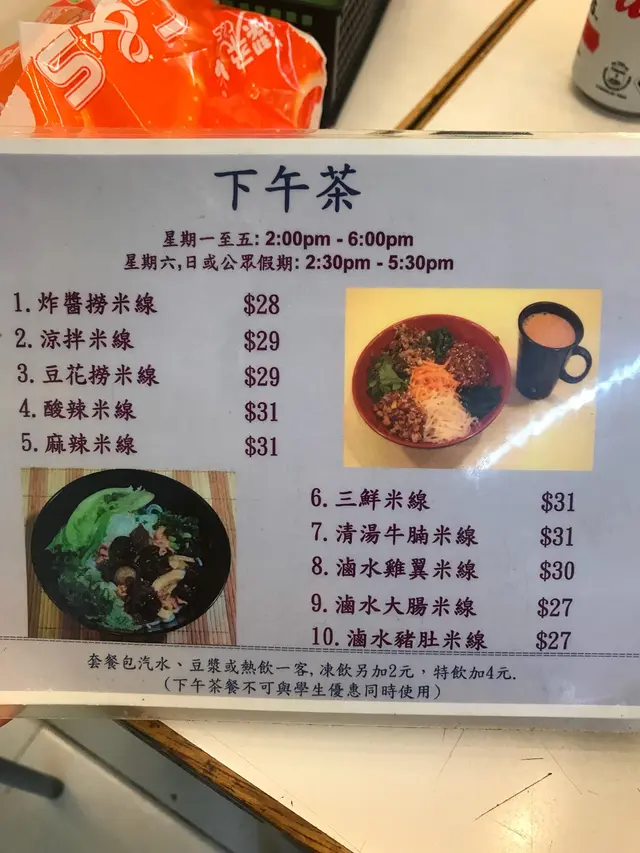 下午茶
星期一至五: 2:00pm - 6:00pm
星期六,日或公眾假期: 2:30pm - 5:30pm
1. 炸醬撈米線 $28
2. 涼拌米線 $29
3. 豆花撈米線 $29
4. 酸辣米線 $31
5. 麻辣米線 $31
6. 三鮮米線 $31
7. 清湯牛腩米線 $31
8. 滷水雞翼米線 $30
9. 滷水大腸米線 $27
10. 滷水豬肚米線 $27
套餐包汽水、豆漿或熱飲一客, 凍飲另加2元，特飲加4元.
(下午茶餐不可與學生優惠同時使用)